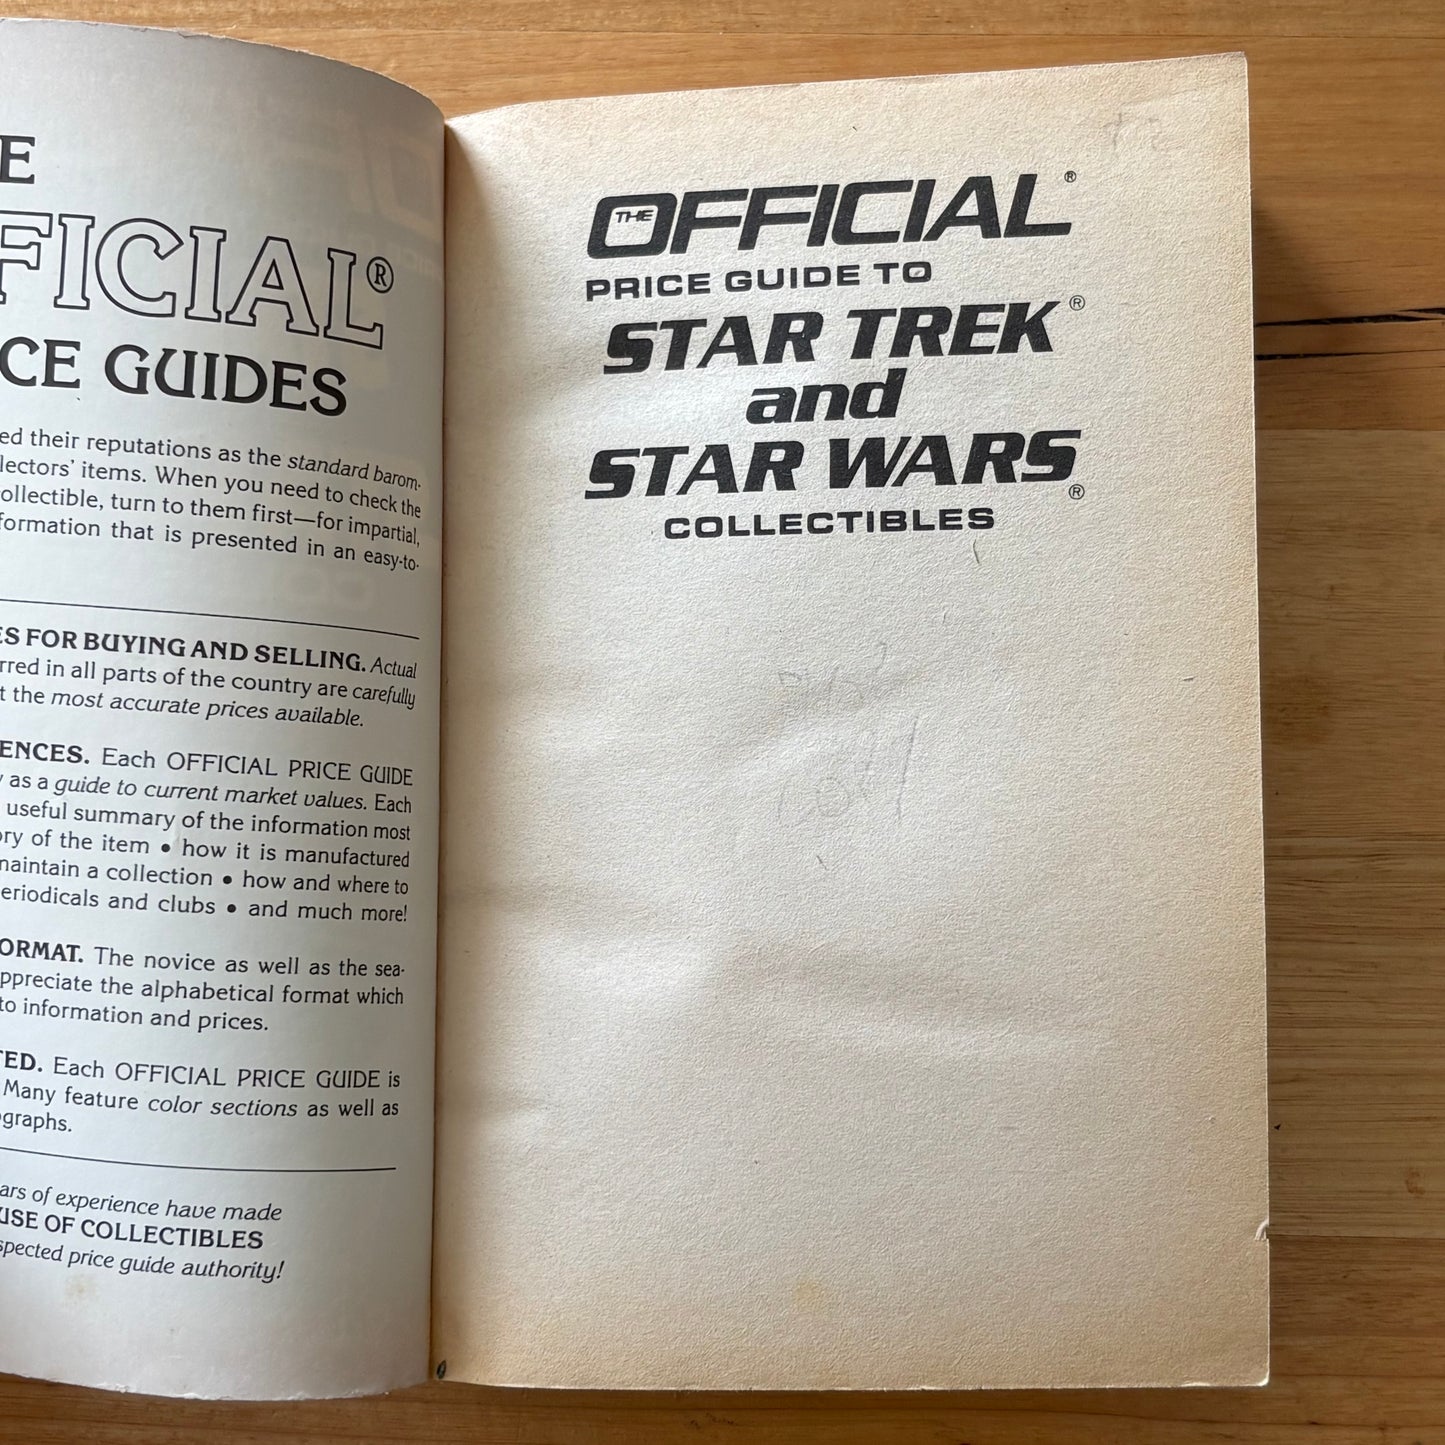 E
FICIAL®
CE GUIDES
ed their reputations as the standard barom-
lectors' items. When you need to check the
ollectible, turn to them first—for impartial,
formation that is presented in an easy-to-
ES FOR BUYING AND SELLING. Actual
rred in all parts of the country are carefully
t the most accurate prices available.
ENCES. Each OFFICIAL PRICE GUIDE
y as a guide to current market values. Each
useful summary of the information most
ory of the item • how it is manufactured
maintain a collection • how and where to
eriodicals and clubs • and much more!
ORMAT. The novice as well as the sea-
ppreciate the alphabetical format which
to information and prices.
TED. Each OFFICIAL PRICE GUIDE is
Many feature color sections as well as
ographs.
ars of experience have made
USE OF COLLECTIBLES
spected price guide authority!
THE OFFICIAL®
PRICE GUIDE TO
STAR TREK®
and
STAR WARS®
COLLECTIBLES